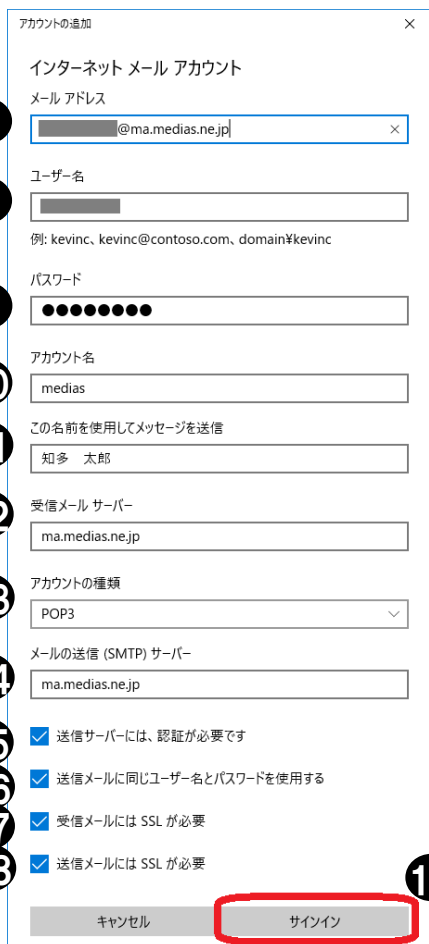 アカウントの追加
インターネット メール アカウント
メール アドレス
@ma.medias.ne.jp
ユーザー名
例: kevinc、kevinc@contoso.com、domain¥kevinc
パスワード
●●●●●●●●
アカウント名
medias
この名前を使用してメッセージを送信
知多　太郎
受信メール サーバー
ma.medias.ne.jp
アカウントの種類
POP3
メールの送信 (SMTP) サーバー
ma.medias.ne.jp
送信サーバーには、認証が必要です
送信メールに同じユーザー名とパスワードを使用する
受信メールには SSL が必要
送信メールには SSL が必要
キャンセル
サインイン